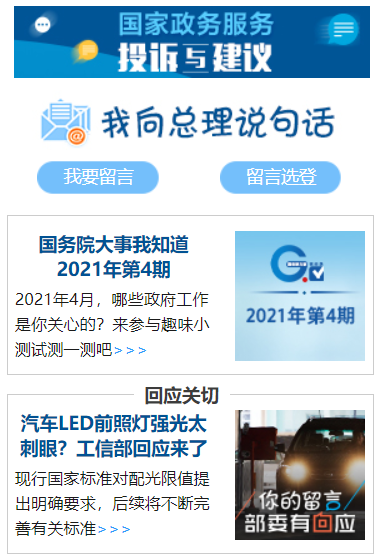 国家政务服务
投诉与建议
我向总理说句话
我要留言
留言选登
国务院大事我知道
2021年第4期
2021年4月，哪些政府工作
是你关心的？来参与趣味小
测试测一测吧>>>
2021年第4期
回应关切
汽车LED前照灯强光太
刺眼？工信部回应来了
现行国家标准对配光限值提
出明确要求，后续将不断完
善有关标准>>>
你的留言
部委有回应